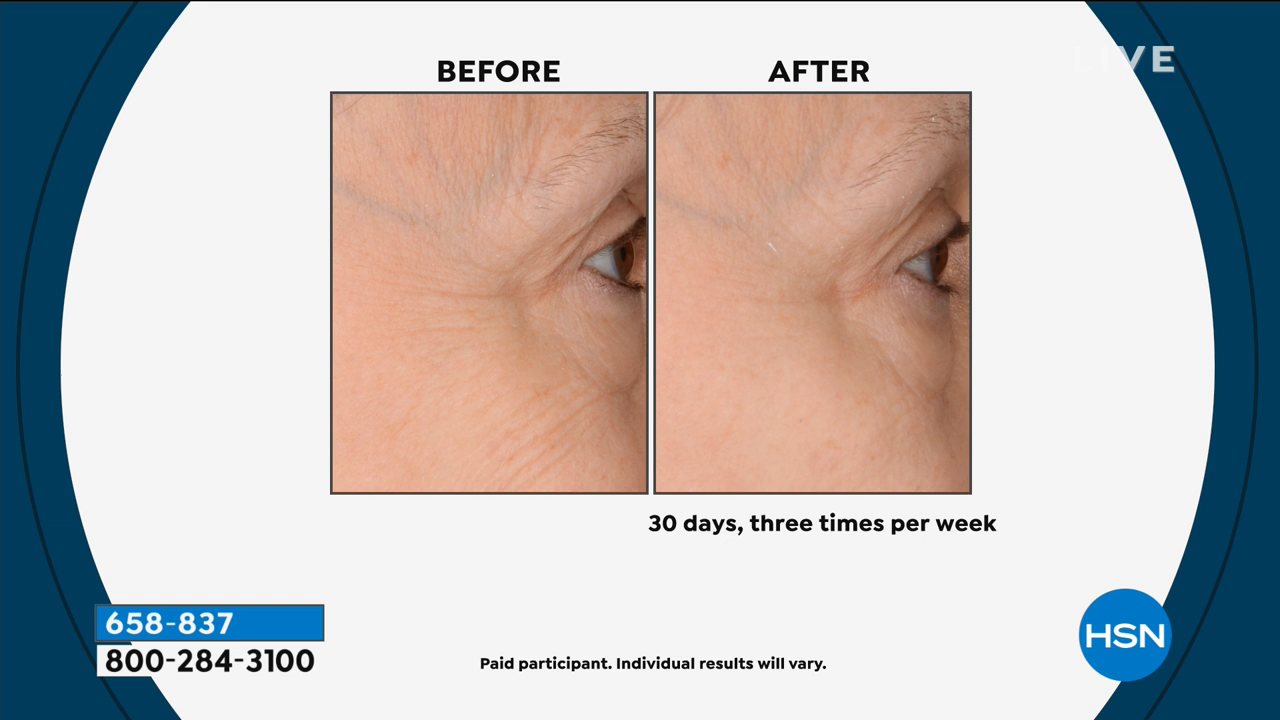 LIVE
BEFORE
AFTER
30 days, three times per week
658-837
800-284-3100
Paid participant. Individual results will vary.
HSN